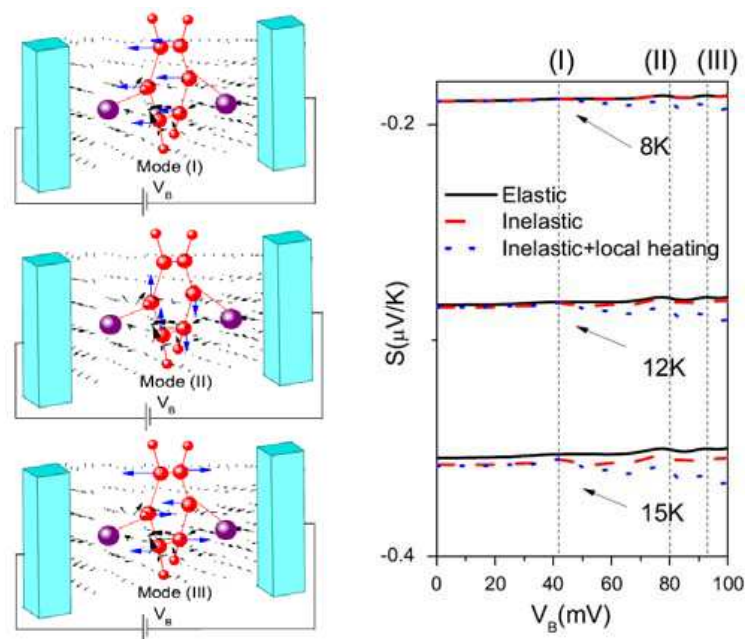 Mode (I)
V_B
Mode (II)
V_B
Mode (III)
V_B
(I) (II) (III)
-0.2
8K
Elastic
Inelastic
Inelastic+local heating
S(μV/K)
12K
15K
-0.4
0 20 40 60 80 100
V_B(mV)